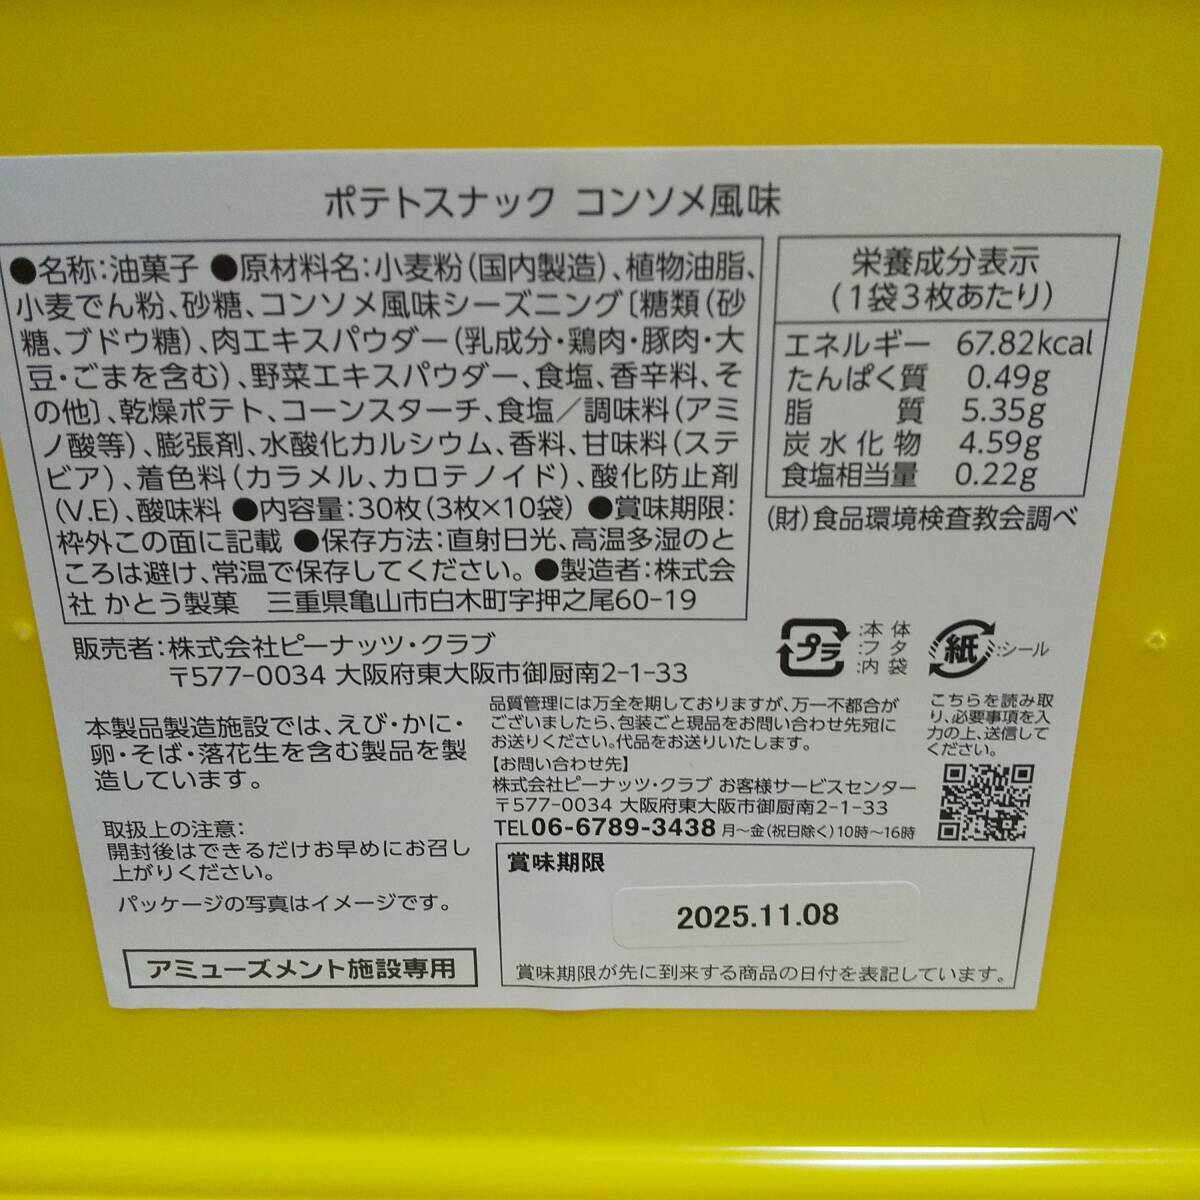 ポテトスナック コンソメ風味
●名称：油菓子 ●原材料名：小麦粉（国内製造）、植物油脂、
小麦でん粉、砂糖、コンソメ風味シーズニング〔糖類（砂
糖、ブドウ糖）、肉エキスパウダー（乳成分・鶏肉・豚肉・大
豆・ごまを含む）、野菜エキスパウダー、食塩、香辛料、そ
の他〕、乾燥ポテト、コーンスターチ、食塩／調味料（アミ
ノ酸等）、膨張剤、水酸化カルシウム、香料、甘味料（ステ
ビア）、着色料（カラメル、カロテノイド）、酸化防止剤
（V.E）、酸味料 ●内容量：30枚（3枚×10袋） ●賞味期限：
枠外この面に記載 ●保存方法：直射日光、高温多湿のと
ころは避け、常温で保存してください。●製造者：株式会
社 かとう製菓 三重県亀山市白木町字押之尾60-19
栄養成分表示
（1袋3枚あたり）
エネルギー 67.82kcal
たんぱく質 0.49g
脂質 5.35g
炭水化物 4.59g
食塩相当量 0.22g
（財）食品環境検査教会調べ
販売者：株式会社ピーナッツ・クラブ
〒577-0034 大阪府東大阪市御厨南2-1-33
プラ
：本体
：フタ
：内袋
紙
：シール
本製品製造施設では、えび・かに・
卵・そば・落花生を含む製品を製
造しています。
取扱上の注意：
開封後はできるだけお早めにお召し
上がりください。
パッケージの写真はイメージです。
アミューズメント施設専用
品質管理には万全を期しておりますが、万一不都合が
ございましたら、包装ごと現品をお問い合わせ先宛に
お送りください。代品をお送りいたします。
【お問い合わせ先】
株式会社ピーナッツ・クラブ お客様サービスセンター
〒577-0034 大阪府東大阪市御厨南2-1-33
TEL06-6789-3438 月～金（祝日除く）10時～16時
こちらを読み取
り、必要事項を入
力の上、送信して
ください。
賞味期限
2025.11.08
賞味期限が先に到来する商品の日付を表記しています。